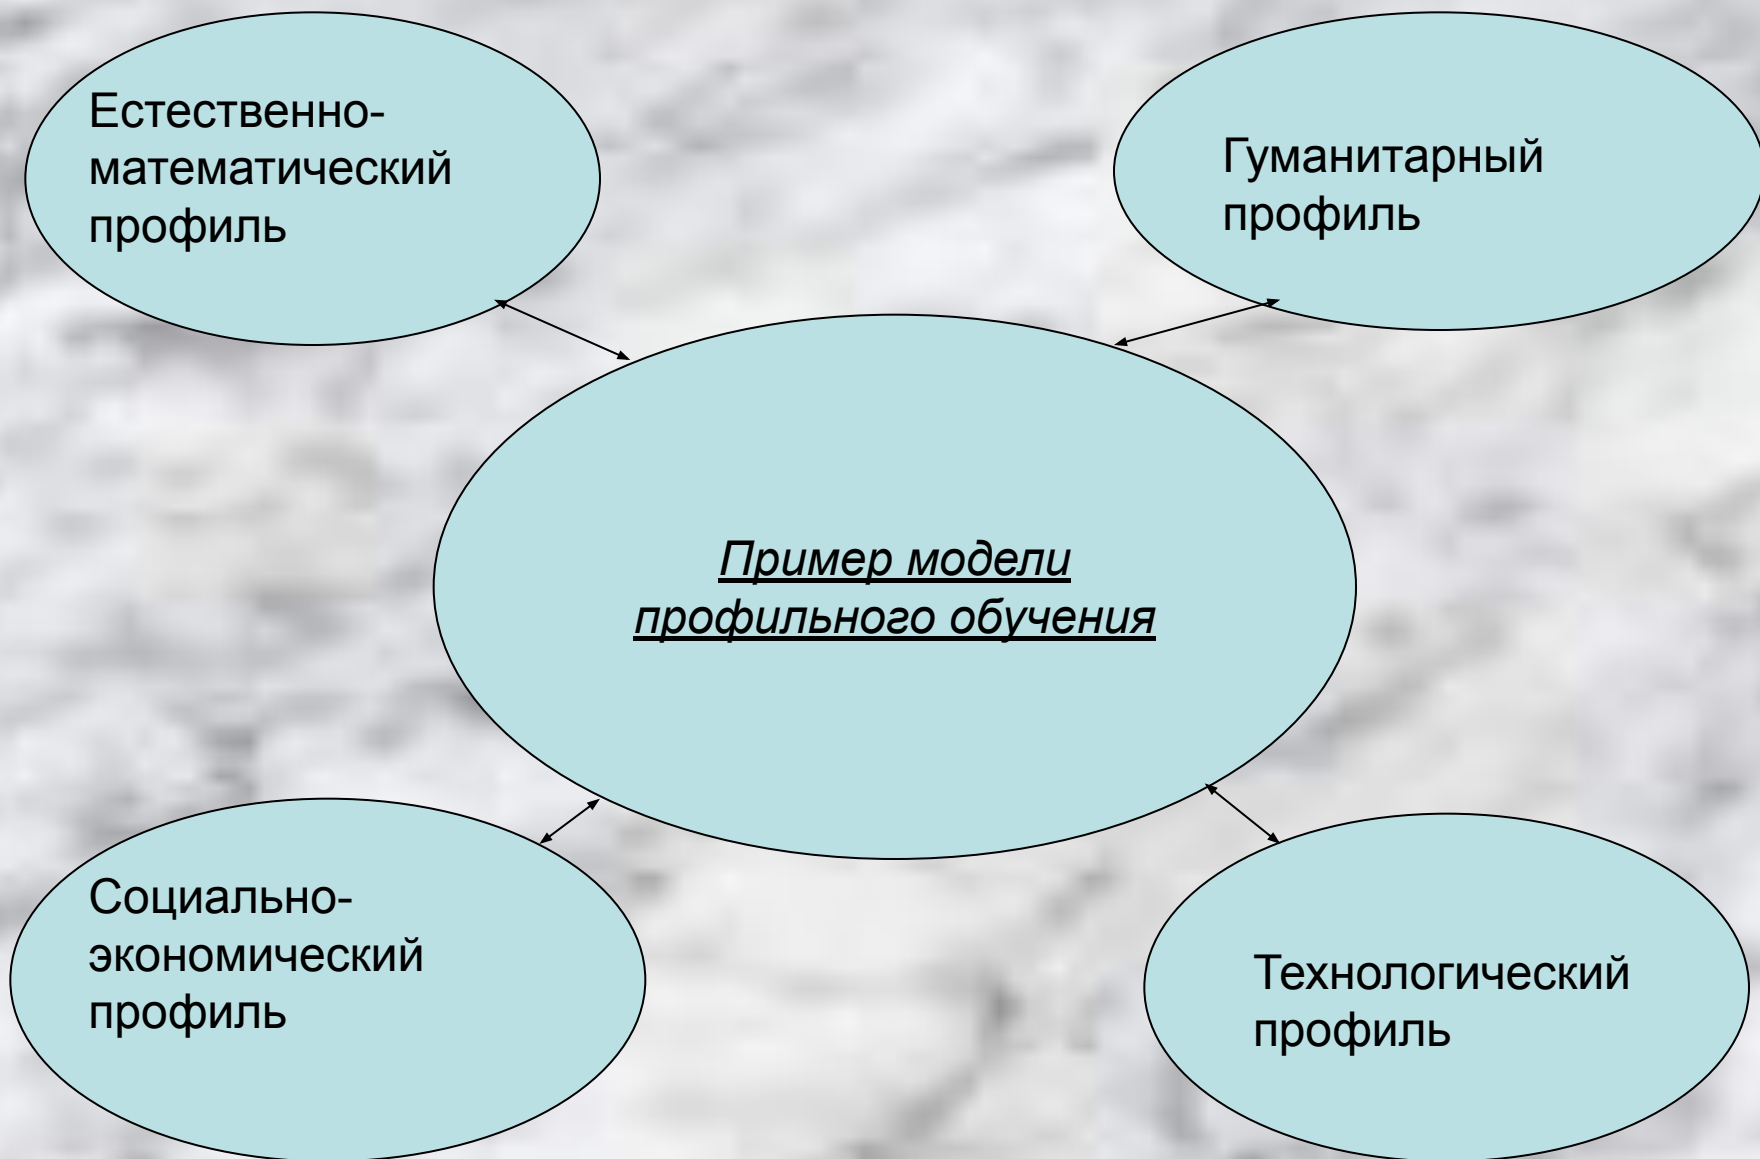 Естественно-
математический
профиль
Гуманитарный
профиль
Пример модели
профильного обучения
Социально-
экономический
профиль
Технологический
профиль